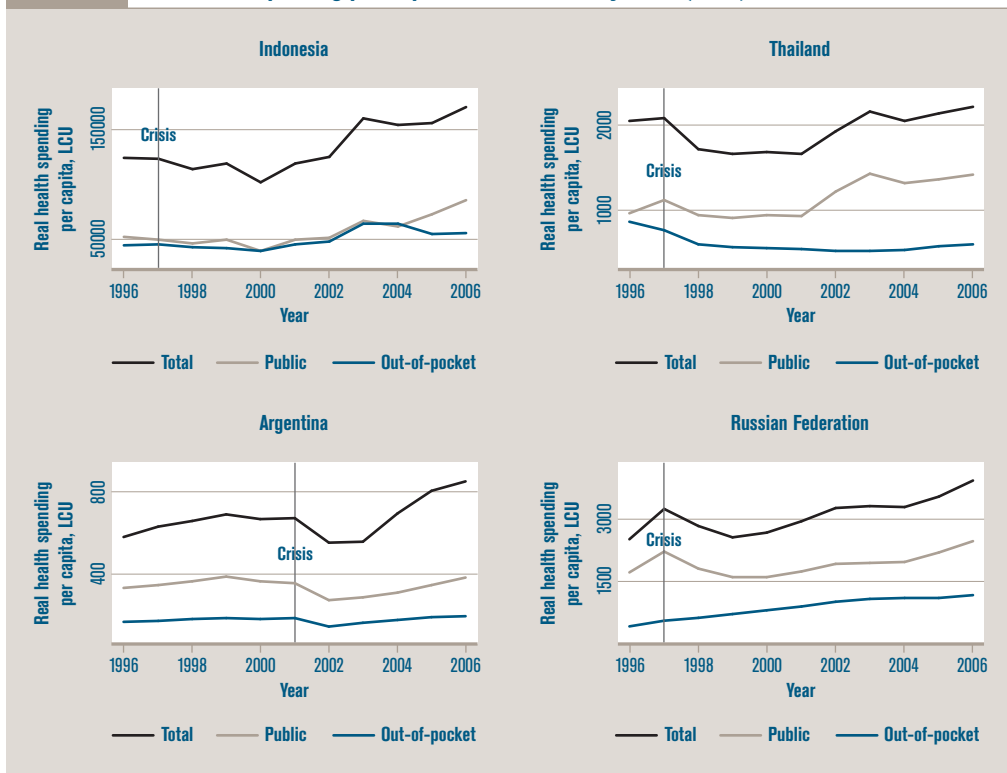 Indonesia
Real health spending
per capita, LCU
150000
50000
Crisis
1996 1998 2000 2002 2004 2006
Year
Total Public Out-of-pocket
Thailand
Real health spending
per capita, LCU
2000
1000
Crisis
1996 1998 2000 2002 2004 2006
Year
Total Public Out-of-pocket
Argentina
Real health spending
per capita, LCU
800
400
Crisis
1996 1998 2000 2002 2004 2006
Year
Total Public Out-of-pocket
Russian Federation
Real health spending
per capita, LCU
3000
1500
Crisis
1996 1998 2000 2002 2004 2006
Year
Total Public Out-of-pocket